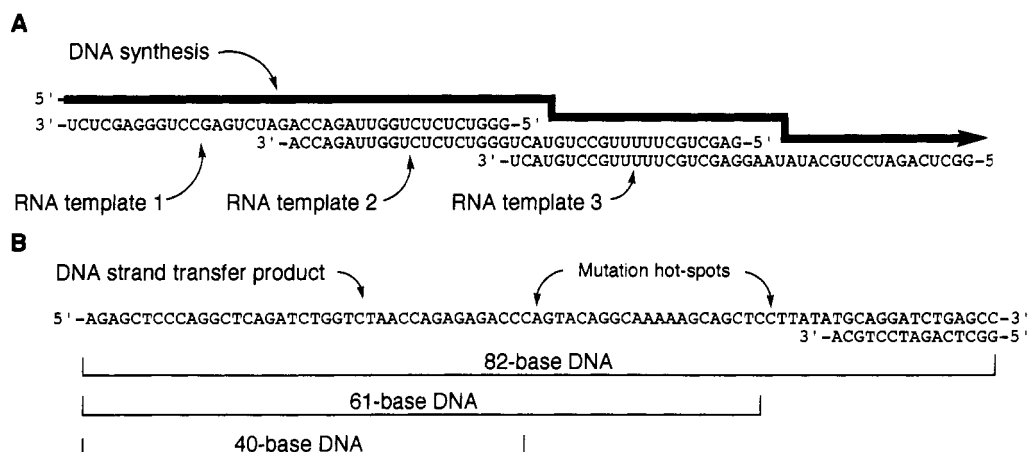 A
DNA synthesis
5'-
3'-UCUCGAGGGUCCGAGUCUAGACCAGAUUGGUCUCUCUGGG-5'
3'-ACCAGAUUGGUCUCUCUGGGUCAUGUCCGUUUUUCGUCGAG-5'
3'-UCAUGUCCGUUUUUCGUCGAGGAAUAUACGUCCUAGACUCGG-5
RNA template 1 RNA template 2 RNA template 3
B
DNA strand transfer product Mutation hot-spots
5'-AGAGCTCCCAGGCTCAGATCTGGTCTAACCAGAGAGACCCAGTACAGGCAAAAAGCAGCTCCTTATATGCAGGATCTGAGCC-3'
3'-ACGTCCTAGACTCGG-5'
82-base DNA
61-base DNA
40-base DNA